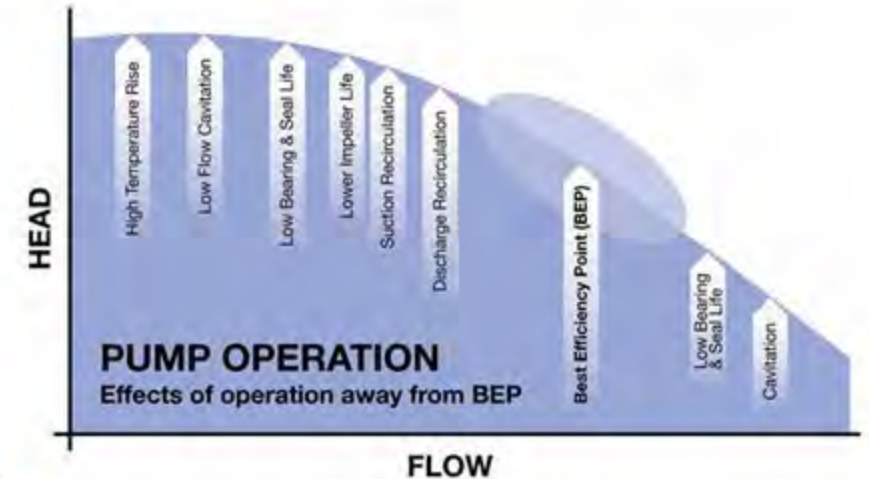 High Temperature Rise
Low Flow Cavitation
Low Bearing & Seal Life
Lower Impeller Life
Suction Recirculation
Discharge Recirculation
Best Efficiency Point (BEP)
Low Bearing
& Seal Life
Cavitation
HEAD
PUMP OPERATION
Effects of operation away from BEP
FLOW